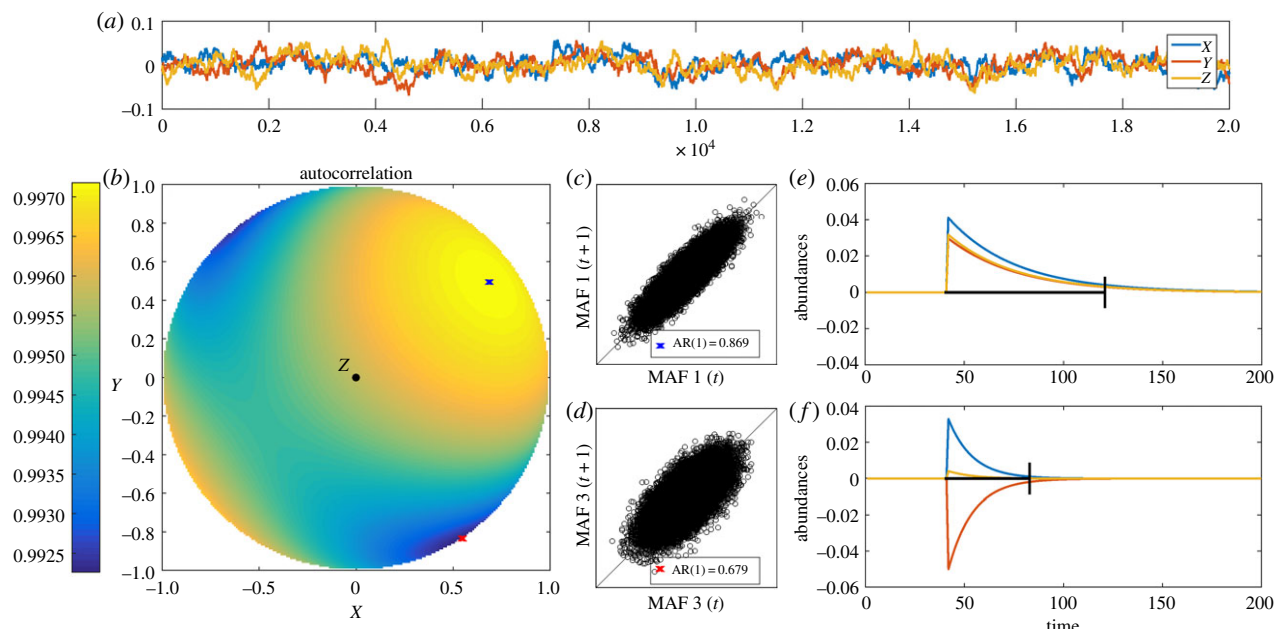 (a)
0.1
0
−0.1
X
Y
Z
0 0.2 0.4 0.6 0.8 1.0 1.2 1.4 1.6 1.8 2.0
×10⁴
(b)
autocorrelation
0.9970
0.9965
0.9960
0.9955
0.9950
0.9945
0.9940
0.9935
0.9930
0.9925
1.0
0.8
0.6
0.4
0.2
0
−0.2
−0.4
−0.6
−0.8
−1.0
Y
Z
−1.0 −0.5 0 0.5 1.0
X
(c)
MAF 1 (t + 1)
AR(1) = 0.869
MAF 1 (t)
(d)
MAF 3 (t + 1)
AR(1) = 0.679
MAF 3 (t)
(e)
abundances
0.06
0.04
0.02
0
−0.02
−0.04
0 50 100 150 200
(f)
abundances
0.04
0.02
0
−0.02
−0.04
−0.06
0 50 100 150 200
time